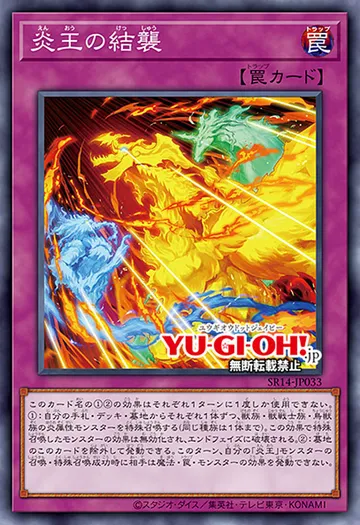 炎王の結襲
罠
【罠カード】
ユウギオウドットジェイピー
YU-GI-OH!.jp
無断転載禁止
SR14-JP033
このカード名の①②の効果はそれぞれ1ターンに1度しか使用できない。
①：自分の手札・デッキ・墓地からそれぞれ1体ずつ、獣族・獣戦士族・鳥獣
族の炎属性モンスターを特殊召喚する(同じ種族は1体まで)。この効果で特殊
召喚したモンスターの効果は無効化され、エンドフェイズに破壊される。②：墓地
のこのカードを除外して発動できる。このターン、自分の「炎王」モンスターの
召喚・特殊召喚成功時に相手は魔法・罠・モンスターの効果を発動できない。
©スタジオ・ダイス/集英社・テレビ東京・KONAMI